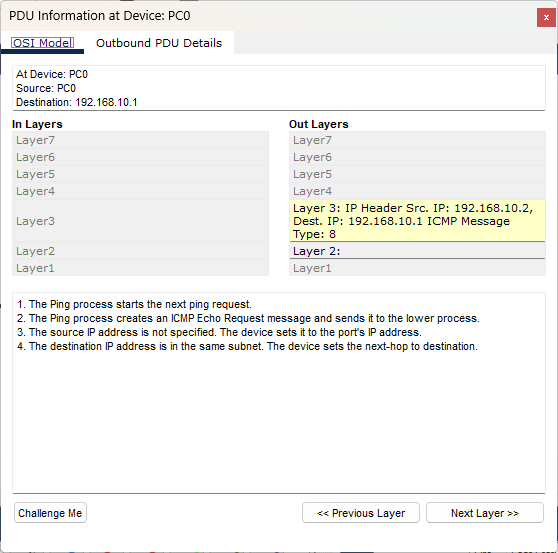 PDU Information at Device: PC0
x
OSI Model
Outbound PDU Details
At Device: PC0
Source: PC0
Destination: 192.168.10.1
In Layers
Layer7
Layer6
Layer5
Layer4
Layer3
Layer2
Layer1
Out Layers
Layer7
Layer6
Layer5
Layer4
Layer 3: IP Header Src. IP: 192.168.10.2,
Dest. IP: 192.168.10.1 ICMP Message
Type: 8
Layer 2:
Layer1
1. The Ping process starts the next ping request.
2. The Ping process creates an ICMP Echo Request message and sends it to the lower process.
3. The source IP address is not specified. The device sets it to the port's IP address.
4. The destination IP address is in the same subnet. The device sets the next-hop to destination.
Challenge Me
<< Previous Layer
Next Layer >>